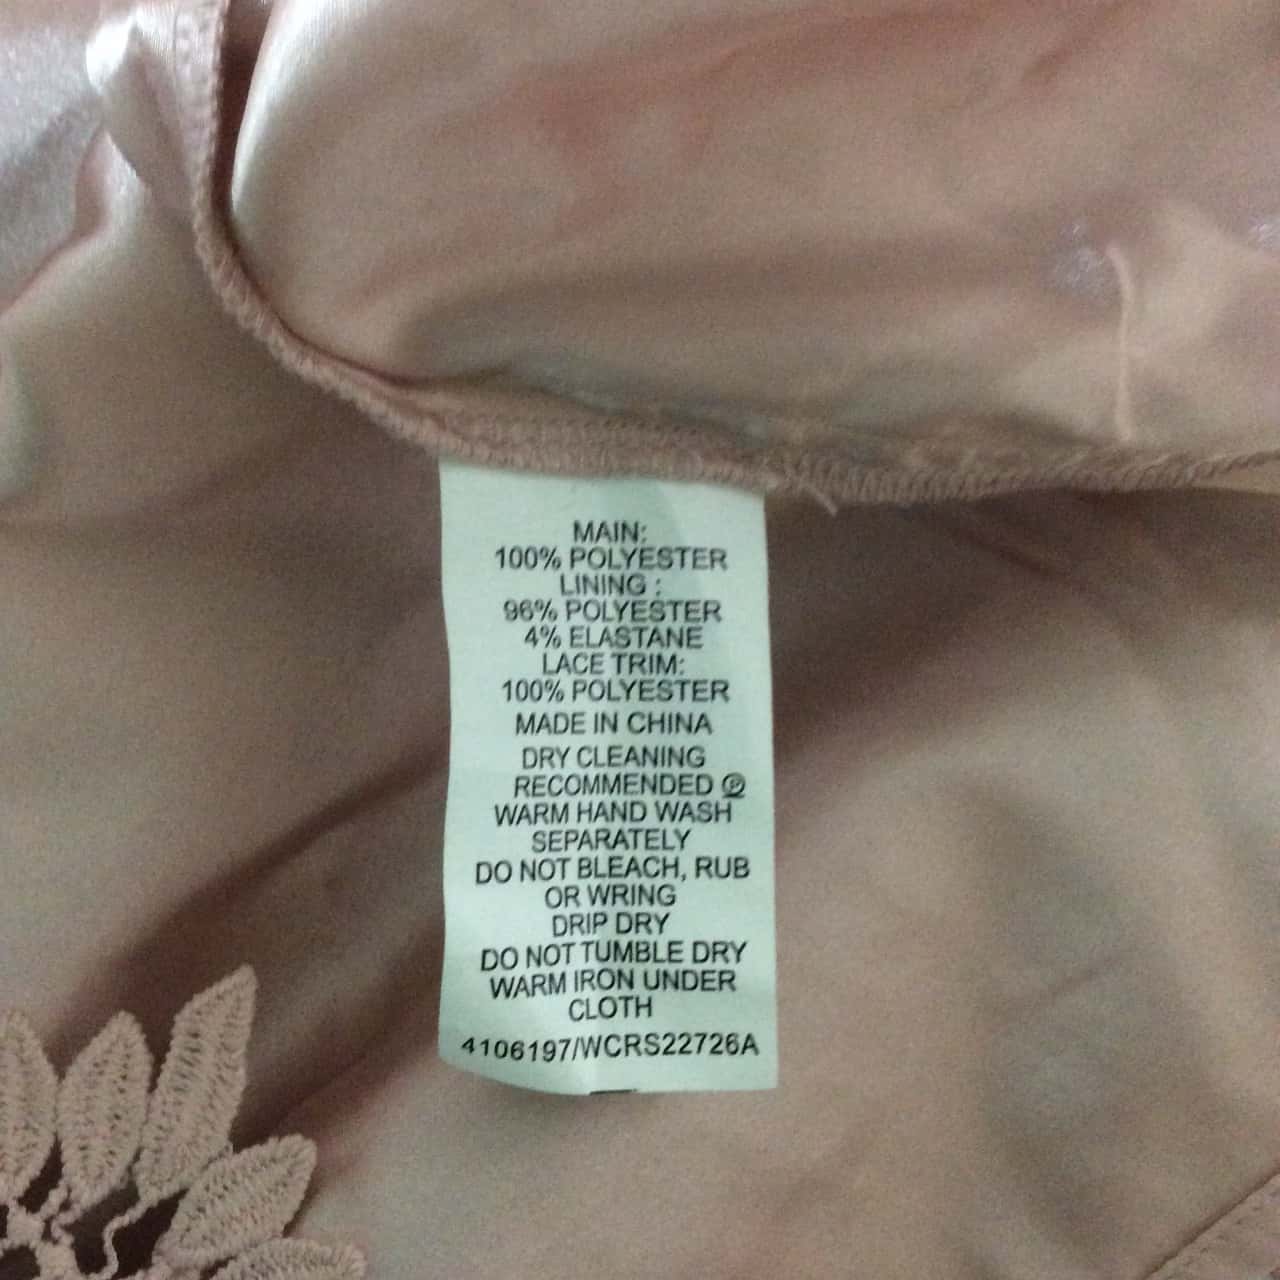 MAIN:
100% POLYESTER
LINING :
96% POLYESTER
4% ELASTANE
LACE TRIM:
100% POLYESTER
MADE IN CHINA
DRY CLEANING
RECOMMENDED Ⓟ
WARM HAND WASH
SEPARATELY
DO NOT BLEACH, RUB
OR WRING
DRIP DRY
DO NOT TUMBLE DRY
WARM IRON UNDER
CLOTH
4106197/WCRS22726A